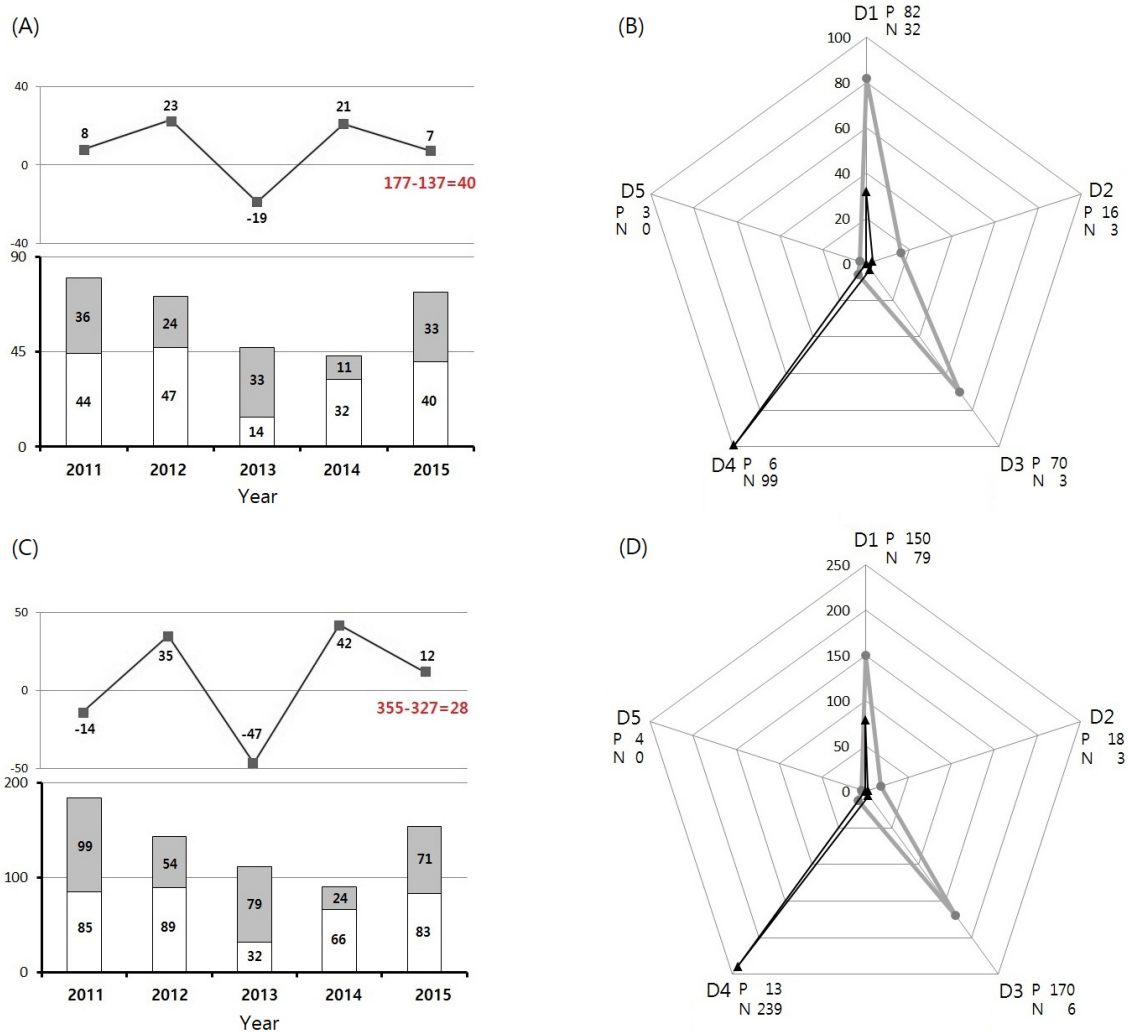 (A)
40
0
-40
8
23
-19
21
7
177-137=40
90
45
0
36
24
33
11
33
44
47
14
32
40
2011 2012 2013 2014 2015
Year
(B)
D1 P 82
N 32
100
80
60
40
20
0
D5
P 3
N 0
D2
P 16
N 3
D4 P 6
N 99
D3 P 70
N 3
(C)
50
0
-50
-14
35
-47
42
12
355-327=28
200
100
0
99
54
79
24
71
85
89
32
66
83
2011 2012 2013 2014 2015
Year
(D)
D1 P 150
N 79
250
200
150
100
50
0
D5
P 4
N 0
D2
P 18
N 3
D4 P 13
N 239
D3 P 170
N 6